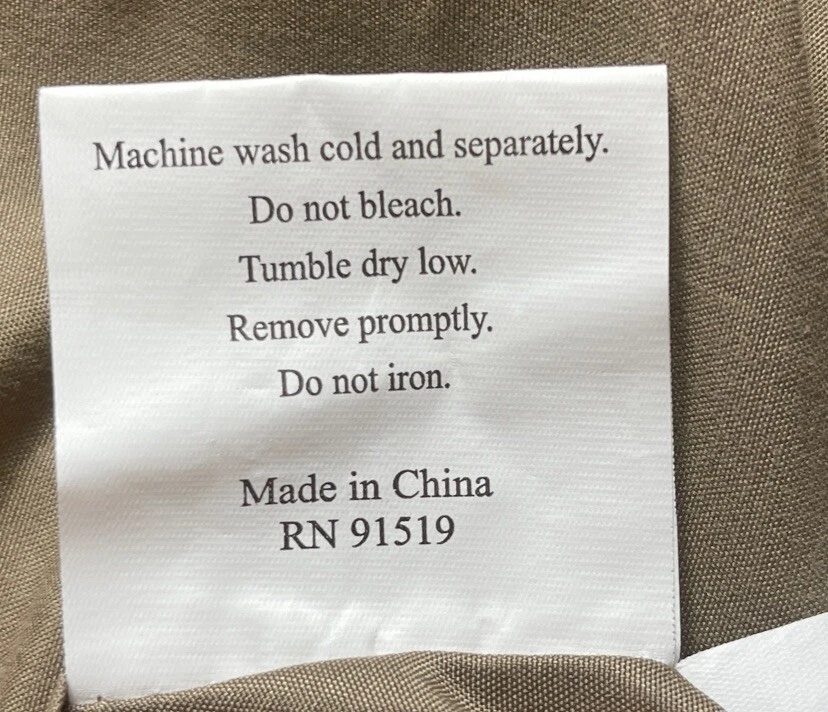 Machine wash cold and separately.
Do not bleach.
Tumble dry low.
Remove promptly.
Do not iron.
Made in China
RN 91519